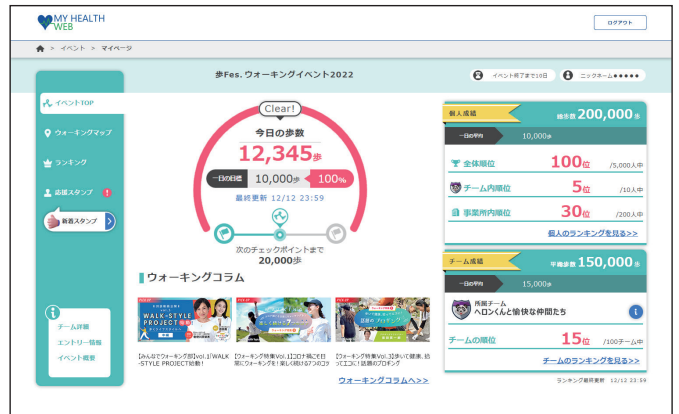 MY HEALTH
WEB
ログアウト
> イベント > マイページ
歩Fes.ウォーキングイベント2022
イベント終了まで10日
ニックネーム●●●●●
イベントTOP
ウォーキングマップ
ランキング
応援スタンプ
新着スタンプ
チーム詳細
エントリー情報
イベント概要
Clear!
今日の歩数
12,345歩
一日の目標 10,000歩 100%
最終更新 12/12 23:59
次のチェックポイントまで
20,000歩
ウォーキングコラム
WALK-STYLE
PROJECT
【みんなでウォーキング部】vol.1「WALK
-STYLE PROJECT始動!
【ウォーキング特集Vol.1】コロナ禍こそ日
常にウォーキングを!楽しく続ける7つのコツ
【ウォーキング特集Vol.3】歩いて健康、拾
ってエコ!話題のプロギング
ウォーキングコラムへ>>
個人成績
総歩数 200,000歩
一日の平均 10,000歩
全体順位 100位 /5,000人中
チーム内順位 5位 /10人中
事業所内順位 30位 /200人中
個人のランキングを見る>>
チーム成績
平均歩数 150,000歩
一日の平均 15,000歩
所属チーム
ヘロンくんと愉快な仲間たち
チームの順位 15位 /100チーム中
チームのランキングを見る>>
ランキング最終更新 12/12 23:59